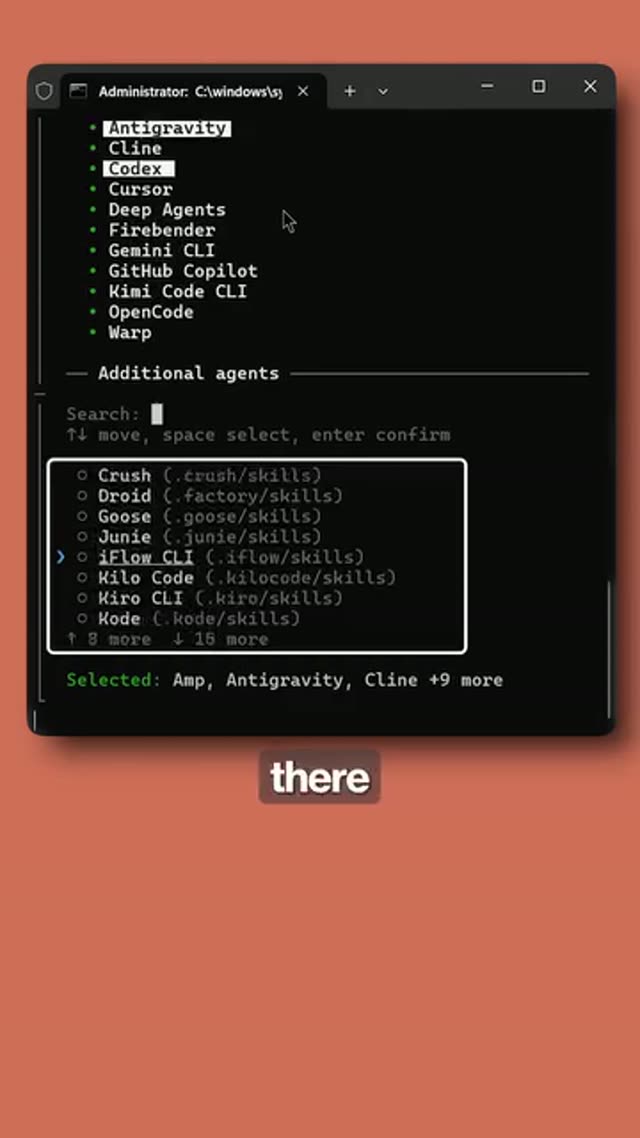 Administrator: C:\windows\sy
• Antigravity
• Cline
• Codex
• Cursor
• Deep Agents
• Firebender
• Gemini CLI
• GitHub Copilot
• Kimi Code CLI
• OpenCode
• Warp
── Additional agents ──
Search:
↑↓ move, space select, enter confirm
○ Crush (.crush/skills)
○ Droid (.factory/skills)
○ Goose (.goose/skills)
○ Junie (.junie/skills)
❯ ○ iFlow CLI (.iflow/skills)
○ Kilo Code (.kilocode/skills)
○ Kiro CLI (.kiro/skills)
○ Kode (.kode/skills)
↑ 8 more ↓ 15 more
Selected: Amp, Antigravity, Cline +9 more
there